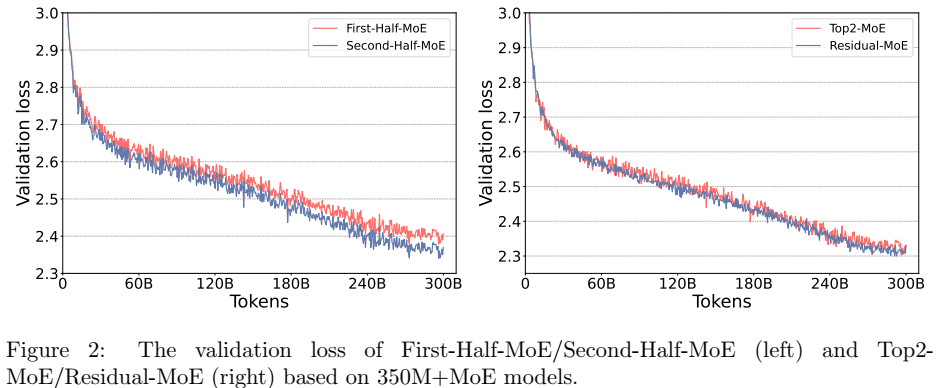 3.0
2.9
2.8
2.7
2.6
2.5
2.4
2.3
Validation loss
First-Half-MoE
Second-Half-MoE
0 60B 120B 180B 240B 300B
Tokens
3.0
2.9
2.8
2.7
2.6
2.5
2.4
2.3
Validation loss
Top2-MoE
Residual-MoE
0 60B 120B 180B 240B 300B
Tokens
Figure 2: The validation loss of First-Half-MoE/Second-Half-MoE (left) and Top2-
MoE/Residual-MoE (right) based on 350M+MoE models.